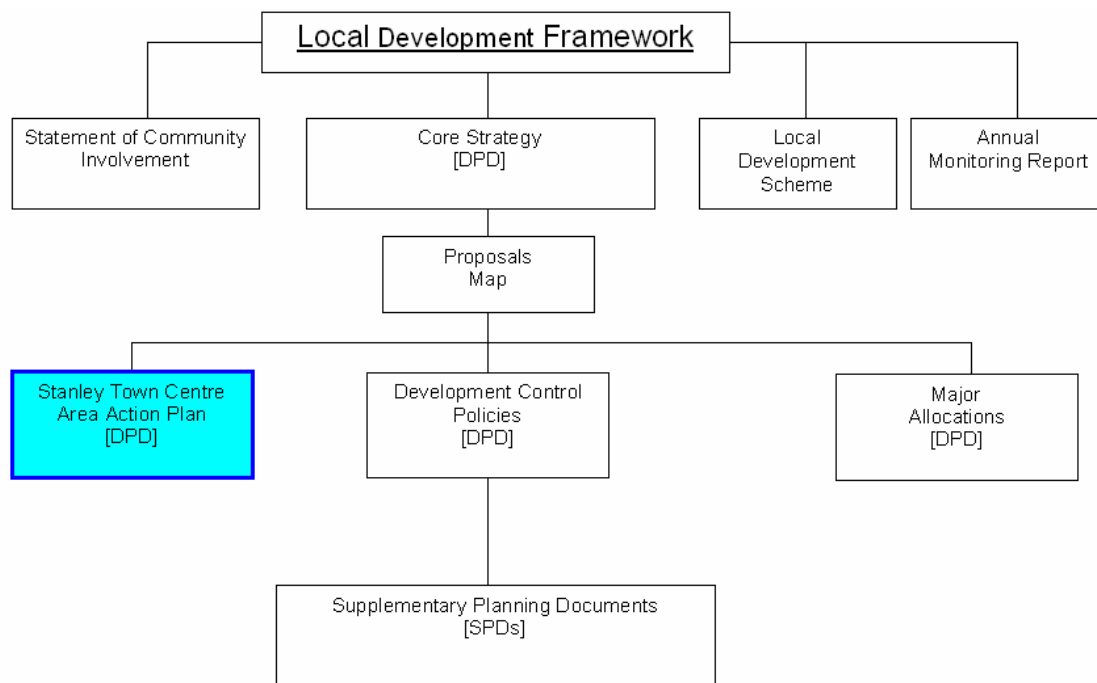 Local Development Framework
Statement of Community
Involvement
Core Strategy
[DPD]
Local
Development
Scheme
Annual
Monitoring Report
Proposals
Map
Stanley Town Centre
Area Action Plan
[DPD]
Development Control
Policies
[DPD]
Major
Allocations
[DPD]
Supplementary Planning Documents
[SPDs]